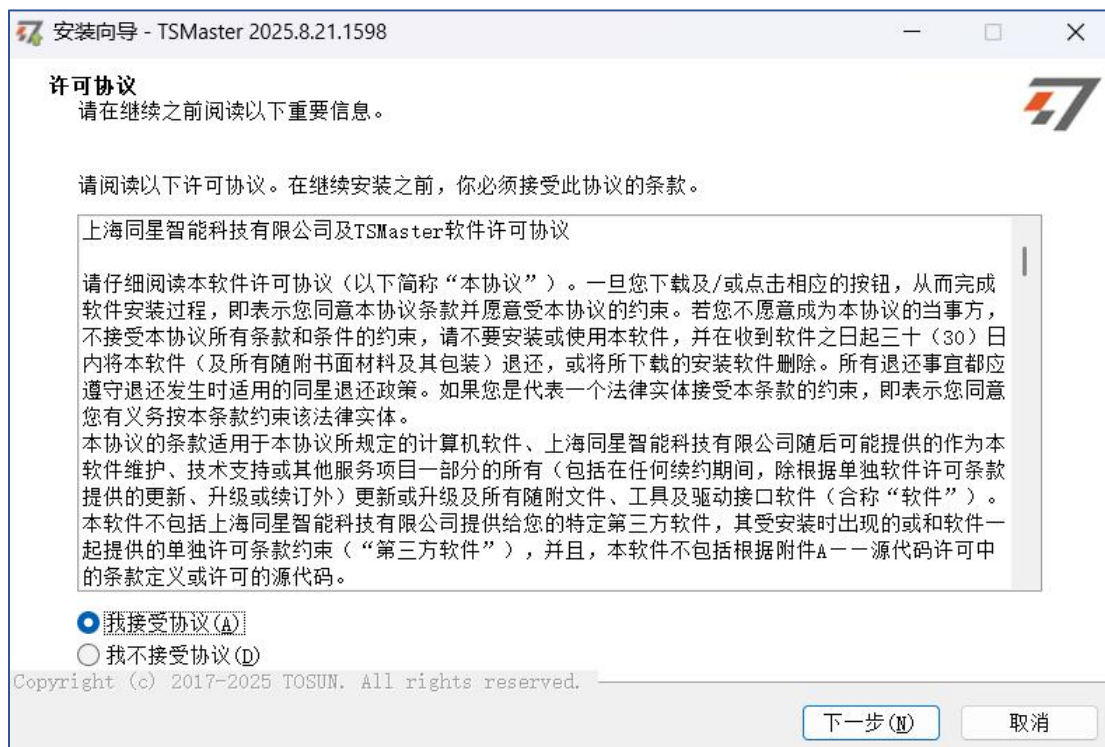 安装向导 - TSMaster 2025.8.21.1598
许可协议
请在继续之前阅读以下重要信息。
请阅读以下许可协议。在继续安装之前，你必须接受此协议的条款。
上海同星智能科技有限公司及TSMaster软件许可协议
请仔细阅读本软件许可协议（以下简称“本协议”）。一旦您下载及/或点击相应的按钮，从而完成
软件安装过程，即表示您同意本协议条款并愿意受本协议的约束。若您不愿意成为本协议的当事方，
不接受本协议所有条款和条件的约束，请不要安装或使用本软件，并在收到软件之日起三十（30）日
内将本软件（及所有随附书面材料及其包装）退还，或将所下载的安装软件删除。所有退还事宜都应
遵守退还发生时适用的同星退还政策。如果您是代表一个法律实体接受本条款的约束，即表示您同意
您有义务按本条款约束该法律实体。
本协议的条款适用于本协议所规定的计算机软件、上海同星智能科技有限公司随后可能提供的作为本
软件维护、技术支持或其他服务项目一部分的所有（包括在任何续约期间，除根据单独软件许可条款
提供的更新、升级或续订外）更新或升级及所有随附文件、工具及驱动接口软件（合称“软件”）。
本软件不包括上海同星智能科技有限公司提供给您的特定第三方软件，其受安装时出现的或和软件一
起提供的单独许可条款约束（“第三方软件”），并且，本软件不包括根据附件A－－源代码许可中
的条款定义或许可的源代码。
我接受协议(A)
我不接受协议(D)
Copyright (c) 2017-2025 TOSUN. All rights reserved.
下一步(N)
取消